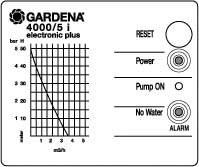 GARDENA
4000/5 i
electronic plus
RESET
Power
Pump ON
No Water
ALARM
bar H
5 50
4 40
3 30
2 20
1 10
meter
1 2 3 4 5
m3/h